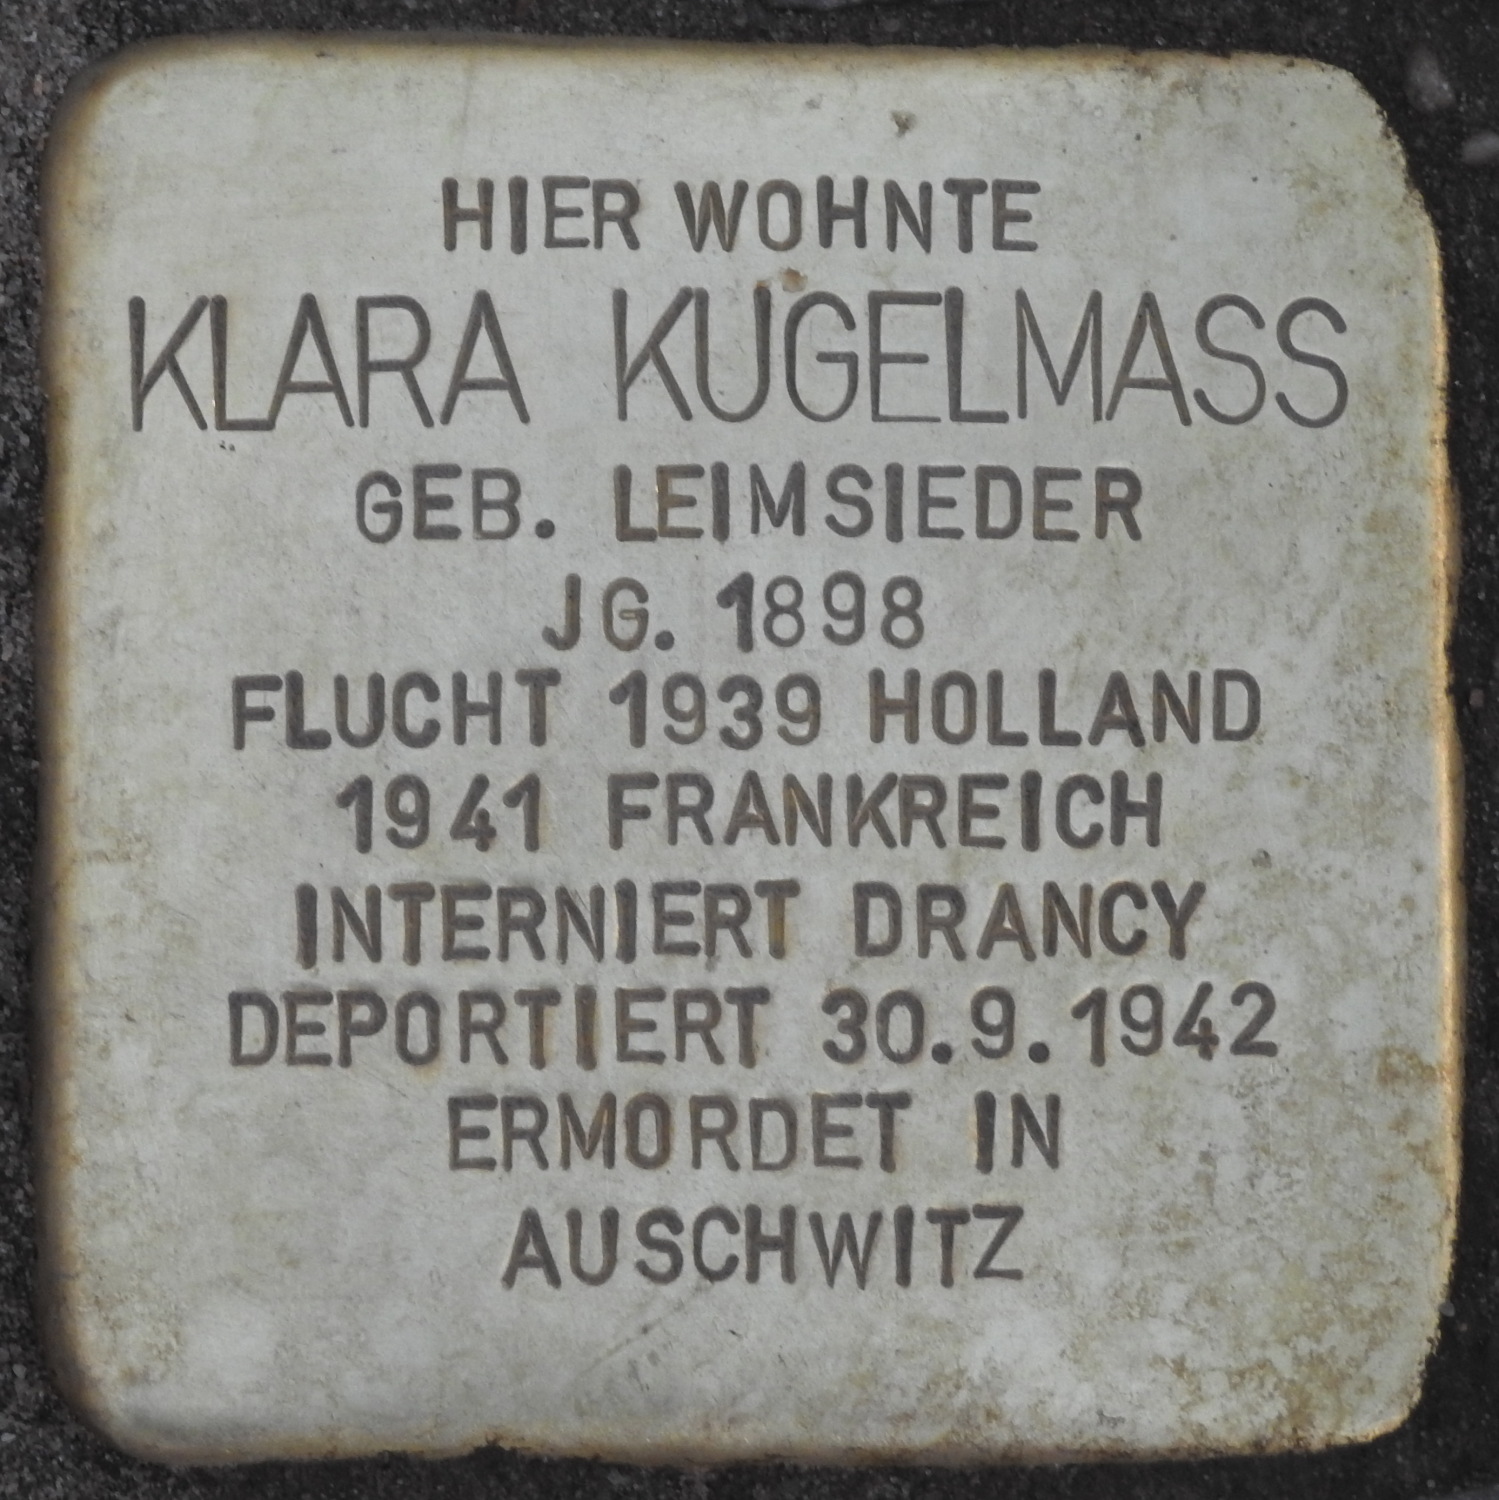 HIER WOHNTE
KLARA KUGELMASS
GEB. LEIMSIEDER
JG. 1898
FLUCHT 1939 HOLLAND
1941 FRANKREICH
INTERNIERT DRANCY
DEPORTIERT 30.9.1942
ERMORDET IN
AUSCHWITZ